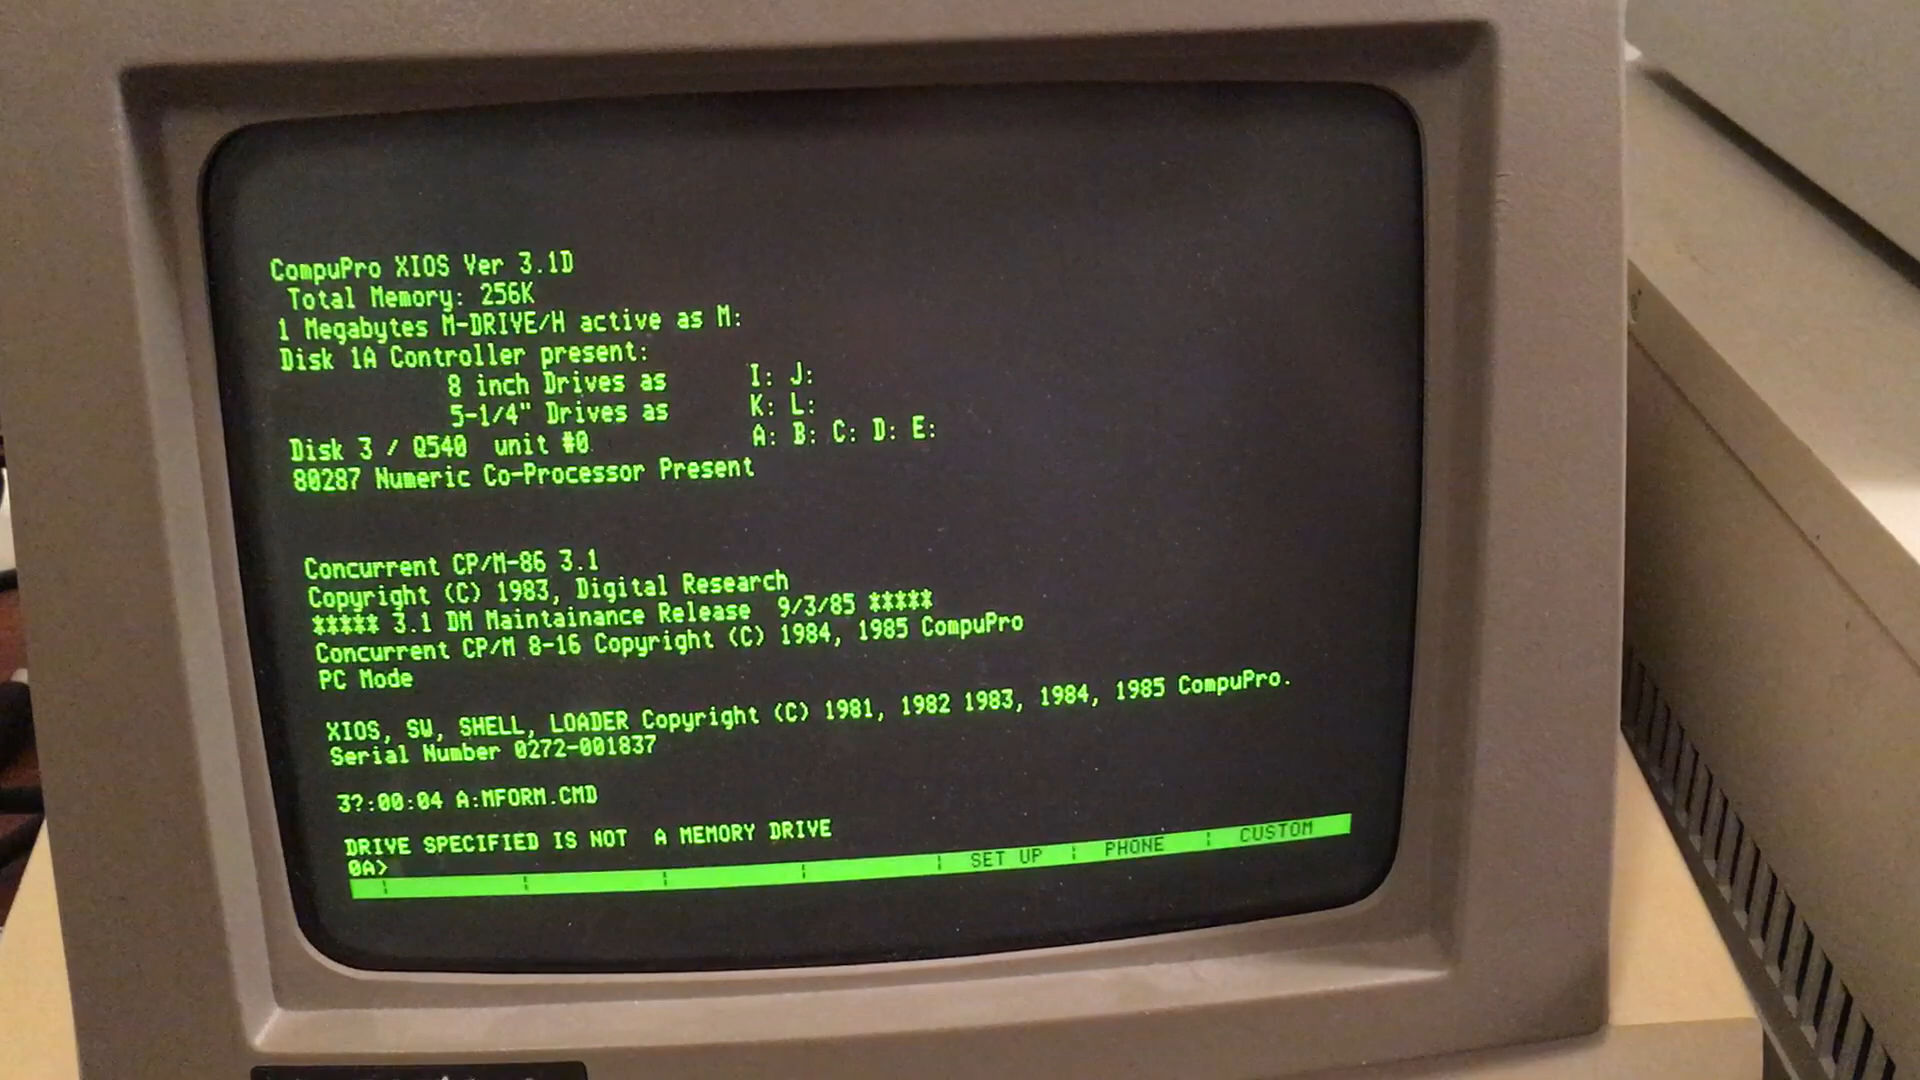 CompuPro XIOS Ver 3.1D
Total Memory: 256K
1 Megabytes M-DRIVE/H active as M:
Disk 1A Controller present:
8 inch Drives as I: J:
5-1/4" Drives as K: L:
Disk 3 / Q540 unit #0 A: B: C: D: E:
80287 Numeric Co-Processor Present
Concurrent CP/M-86 3.1
Copyright (C) 1983, Digital Research
***** 3.1 DM Maintainance Release 9/3/85 *****
Concurrent CP/M 8-16 Copyright (C) 1984, 1985 CompuPro
PC Mode
XIOS, SW, SHELL, LOADER Copyright (C) 1981, 1982 1983, 1984, 1985 CompuPro.
Serial Number 0272-001837
3?:00:04 A:MFORM.CMD
DRIVE SPECIFIED IS NOT A MEMORY DRIVE
0A>
SET UP ¦ PHONE ¦ CUSTOM